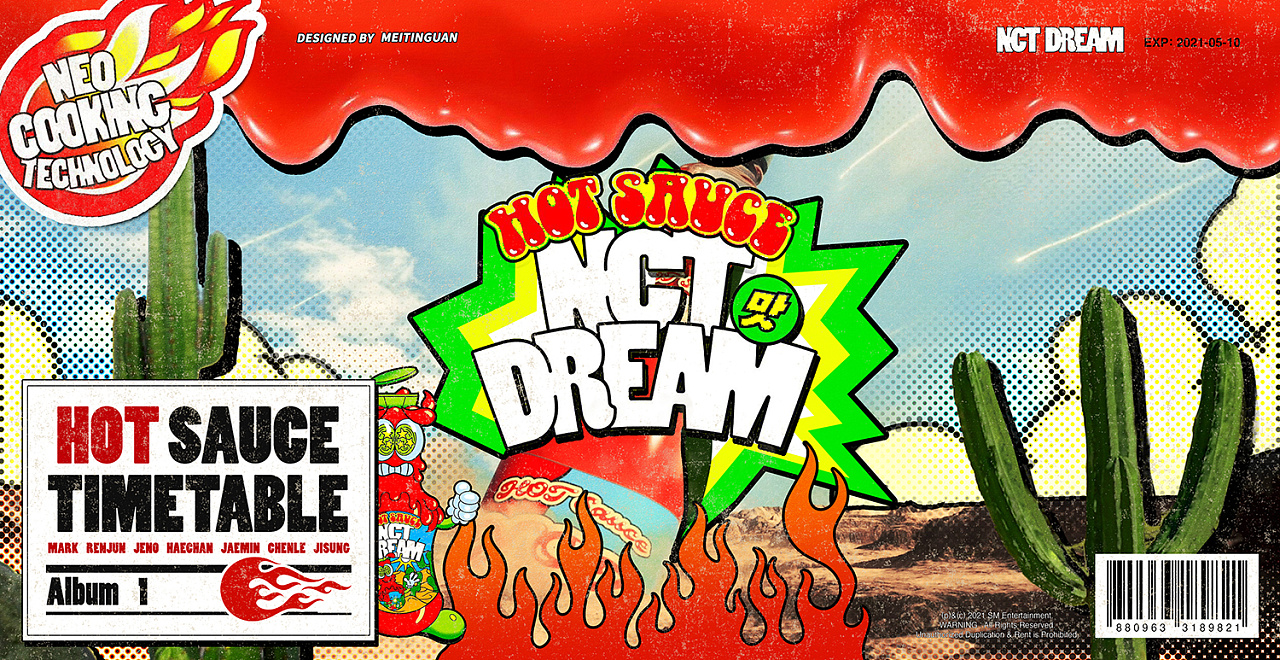 NEO
COOKING
TECHNOLOGY
DESIGNED BY MEITINGUAN
NCT DREAM EXP: 2021-05-10
HOT SAUCE
NCT
맛
DREAM
HOT SAUCE
TIMETABLE
MARK RENJUN JENO HAECHAN JAEMIN CHENLE JISUNG
Album 1
NCT
DREAM
HOT Sauce
(p)&(c) 2021 SM Entertainment
WARNING : All Rights Reserved.
Unauthorized Duplication & Rent is Prohibited.
880963 3189821